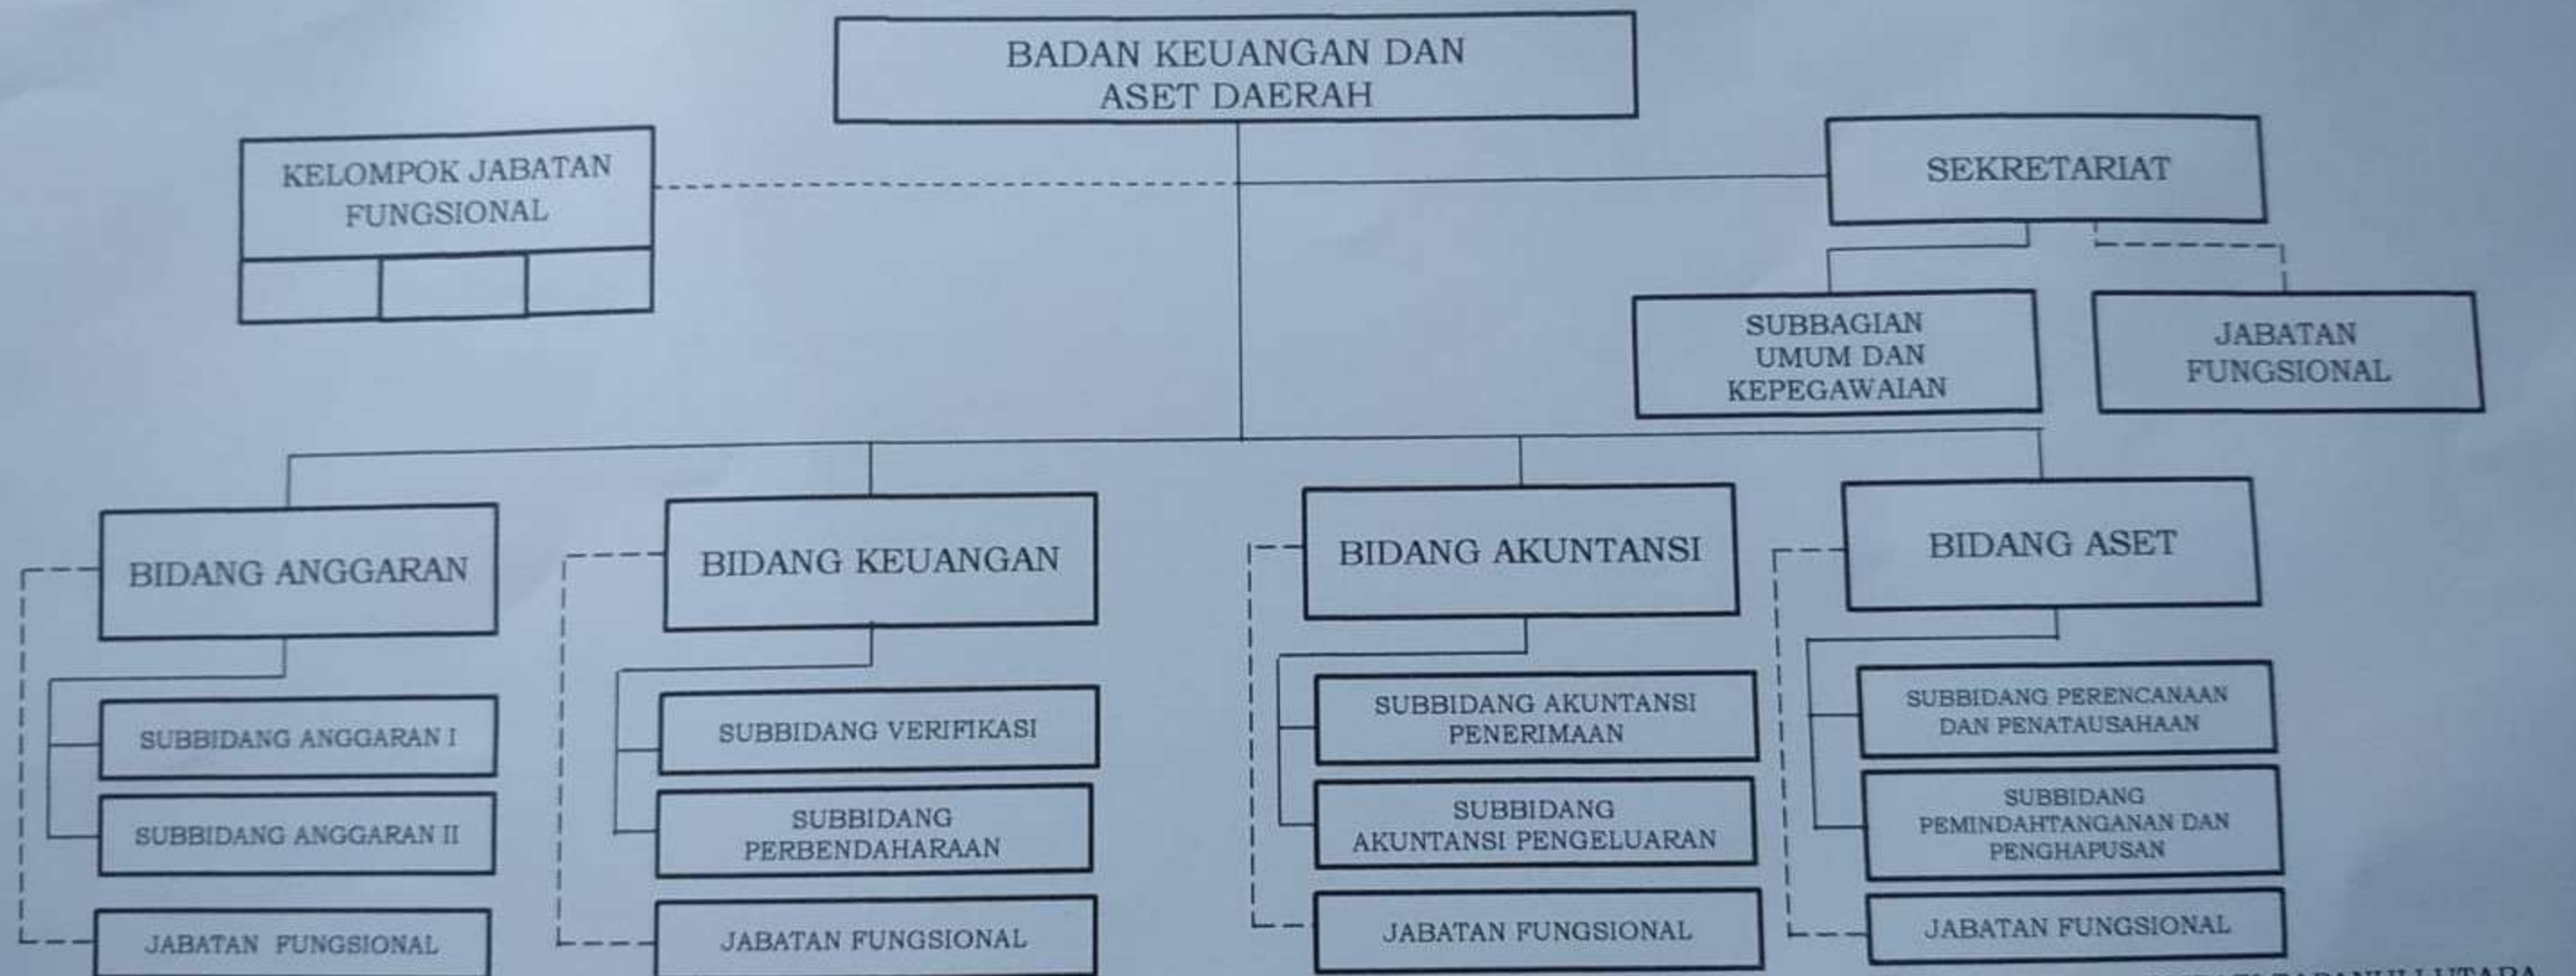 BADAN KEUANGAN DAN
ASET DAERAH
KELOMPOK JABATAN
FUNGSIONAL
SEKRETARIAT
SUBBAGIAN
UMUM DAN
KEPEGAWAIAN
JABATAN
FUNGSIONAL
BIDANG ANGGARAN
BIDANG KEUANGAN
BIDANG AKUNTANSI
BIDANG ASET
SUBBIDANG ANGGARAN I
SUBBIDANG ANGGARAN II
JABATAN FUNGSIONAL
SUBBIDANG VERIFIKASI
SUBBIDANG
PERBENDAHARAAN
JABATAN FUNGSIONAL
SUBBIDANG AKUNTANSI
PENERIMAAN
SUBBIDANG
AKUNTANSI PENGELUARAN
JABATAN FUNGSIONAL
SUBBIDANG PERENCANAAN
DAN PENATAUSAHAAN
SUBBIDANG
PEMINDAHTANGANAN DAN
PENGHAPUSAN
JABATAN FUNGSIONAL
TAPANULI UTARA